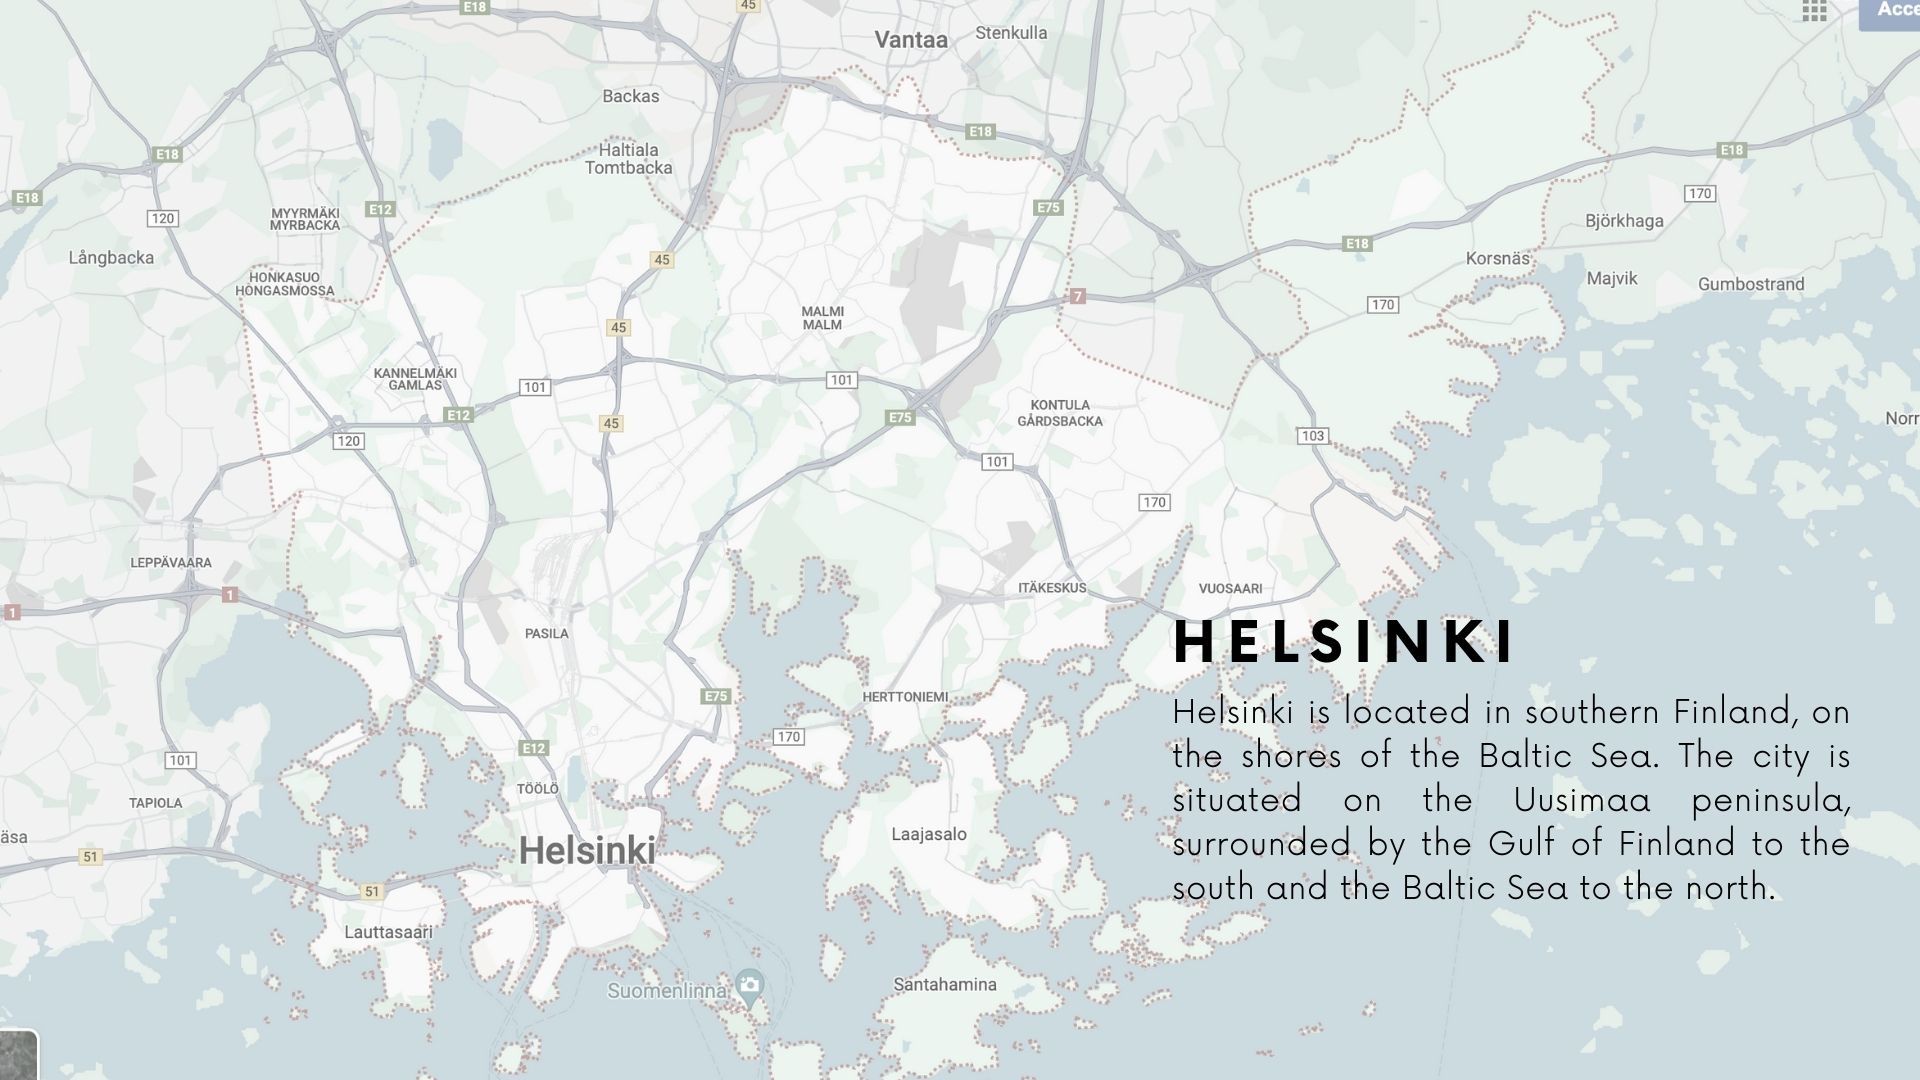 E18
45
Acce
Vantaa
Stenkulla
Backas
E18
E18
Haltiala
Tomtbacka
E18
E18
170
E12
E75
120
MYYRMÄKI
MYRBACKA
Björkhaga
E18
Långbacka
45
Korsnäs
HONKASUO
HONGASMOSSA
Majvik
Gumbostrand
7
170
MALMI
MALM
45
KANNELMÄKI
GAMLAS
101
101
KONTULA
GÅRDSBACKA
E12
E75
45
Norr
120
103
101
170
LEPPÄVAARA
1
1
ITÄKESKUS
VUOSAARI
PASILA
HELSINKI
E75
HERTTONIEMI
Helsinki is located in southern Finland, on
the shores of the Baltic Sea. The city is
situated on the Uusimaa peninsula,
surrounded by the Gulf of Finland to the
south and the Baltic Sea to the north.
170
E12
101
TÖÖLÖ
TAPIOLA
äsa
Laajasalo
Helsinki
51
51
Lauttasaari
Suomenlinna
Santahamina